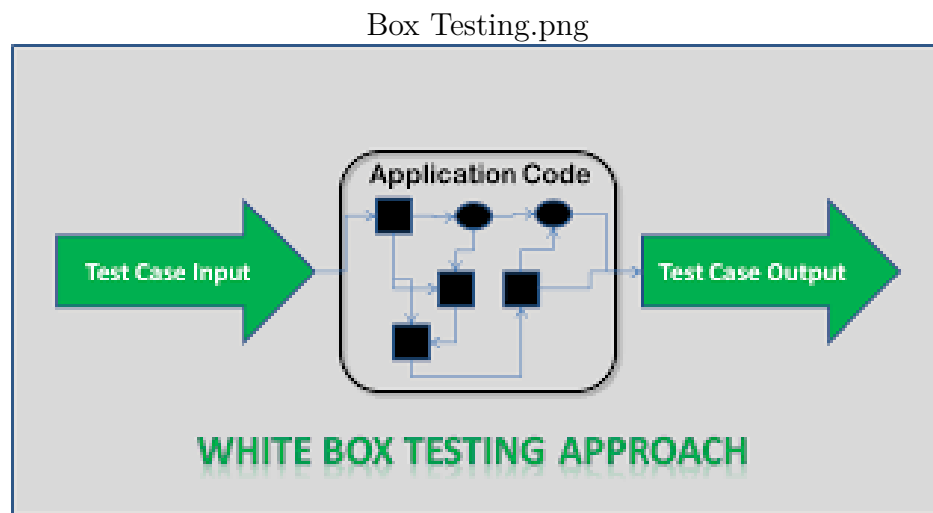 Box Testing.png
Application Code
Test Case Input
Test Case Output
WHITE BOX TESTING APPROACH